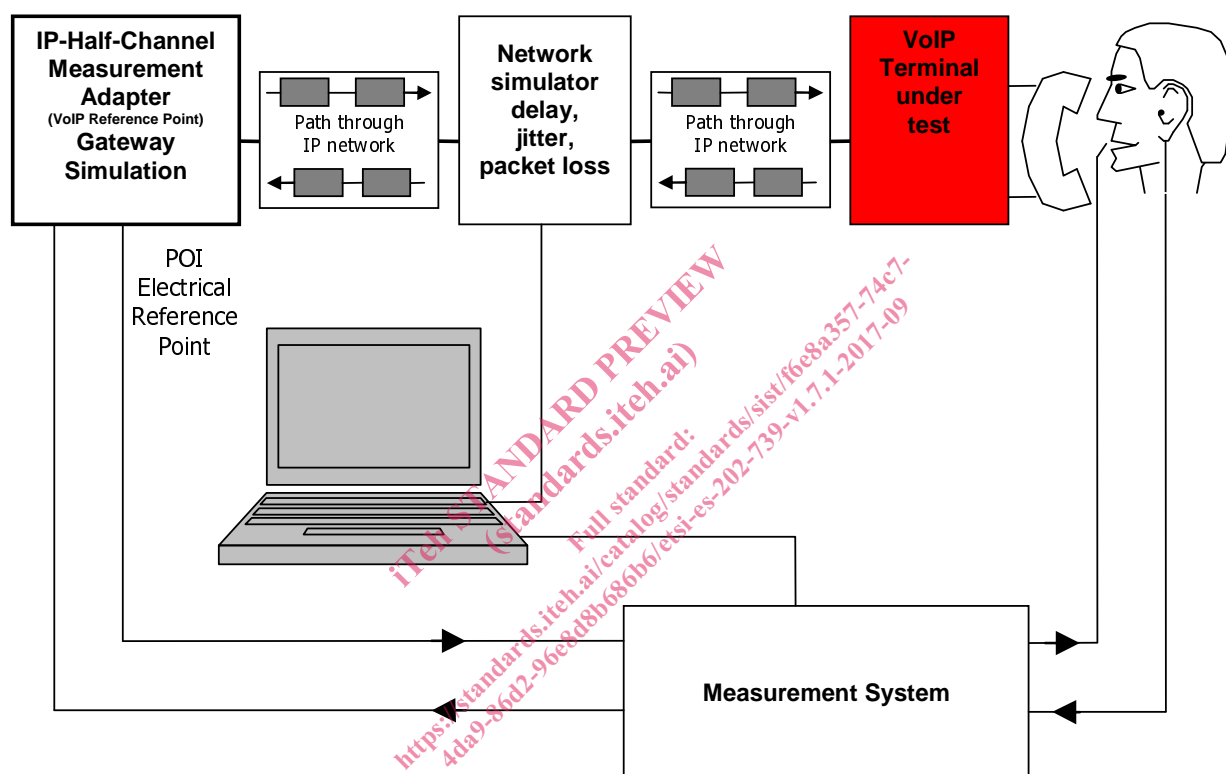 IP-Half-Channel
Measurement
Adapter
(VoIP Reference Point)
Gateway
Simulation
Path through
IP network
Network
simulator
delay,
jitter,
packet loss
Path through
IP network
VoIP
Terminal
under
test
POI
Electrical
Reference
Point
Measurement System
iTeh STANDARD PREVIEW
(standards.iteh.ai)
Full standard:
https://standards.iteh.ai/catalog/standards/sist/f6e8a357-74c7-
4da9-86d2-96e8d8b686b6/etsi-es-202-739-v1.7.1-2017-09